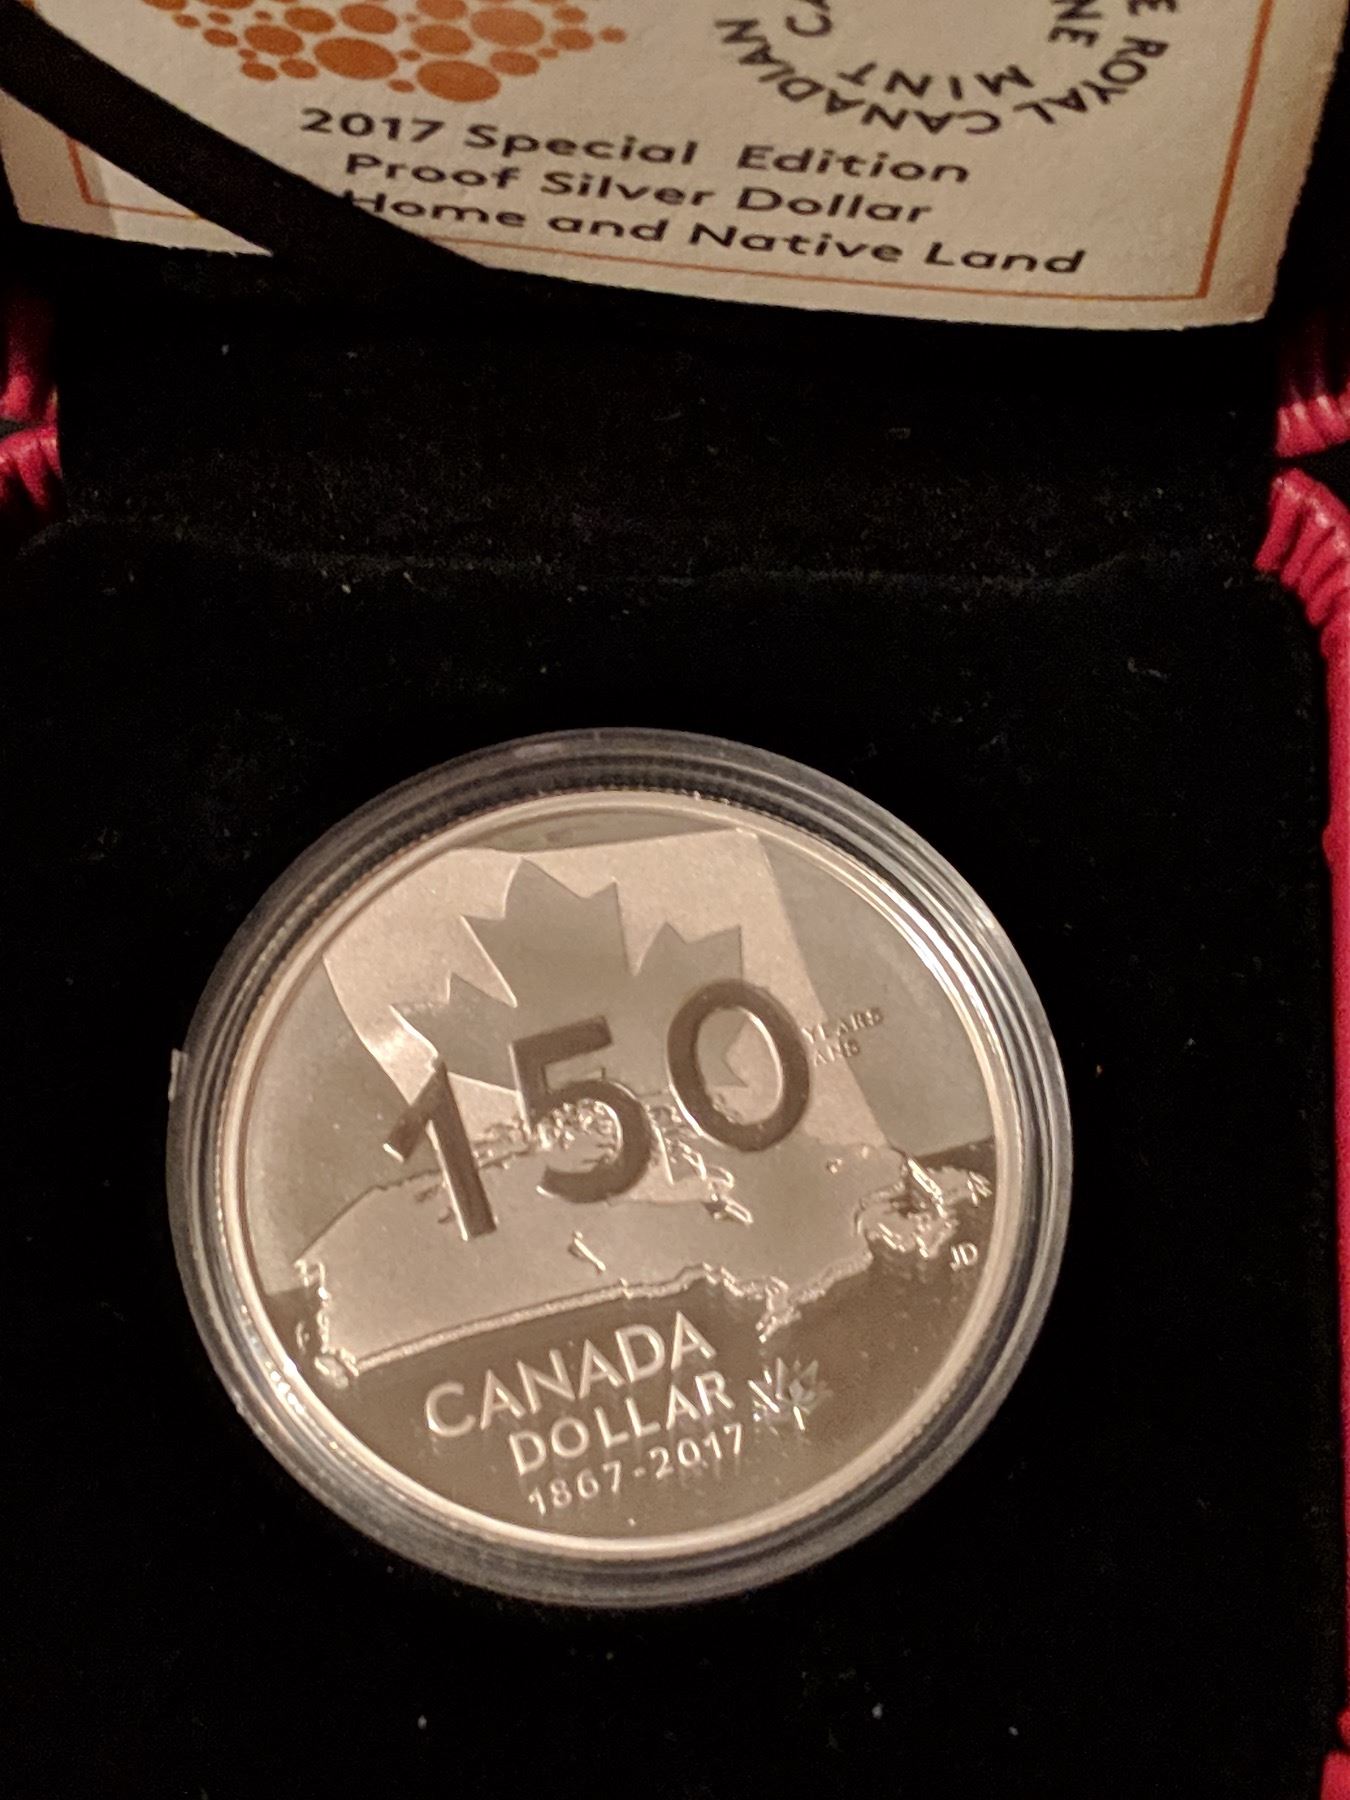 THE ROYAL CANADIAN MINT
2017 Special Edition
Proof Silver Dollar
Home and Native Land
150
YEARS
ANS
JD
CANADA
DOLLAR
1867-2017